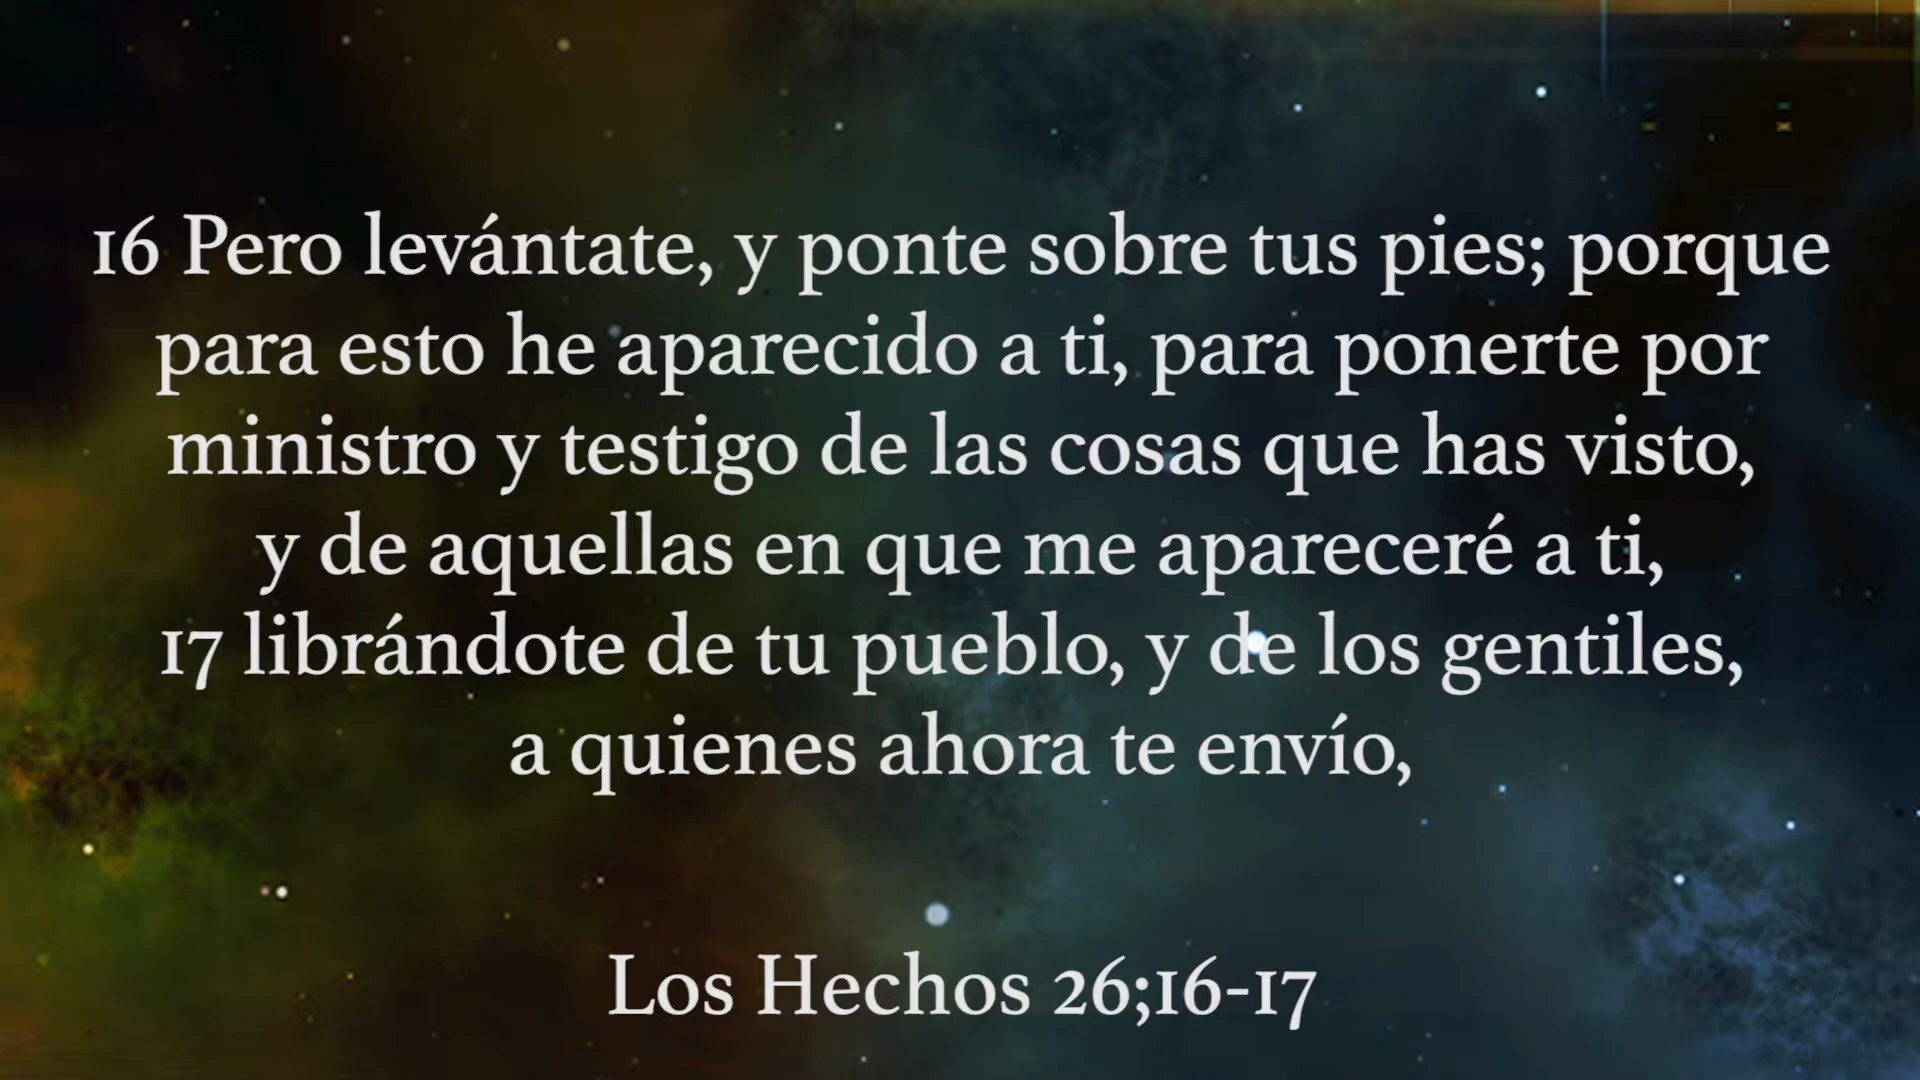 16 Pero levántate, y ponte sobre tus pies; porque
para esto he aparecido a ti, para ponerte por
ministro y testigo de las cosas que has visto,
y de aquellas en que me apareceré a ti,
17 librándote de tu pueblo, y de los gentiles,
a quienes ahora te envío,
Los Hechos 26;16-17